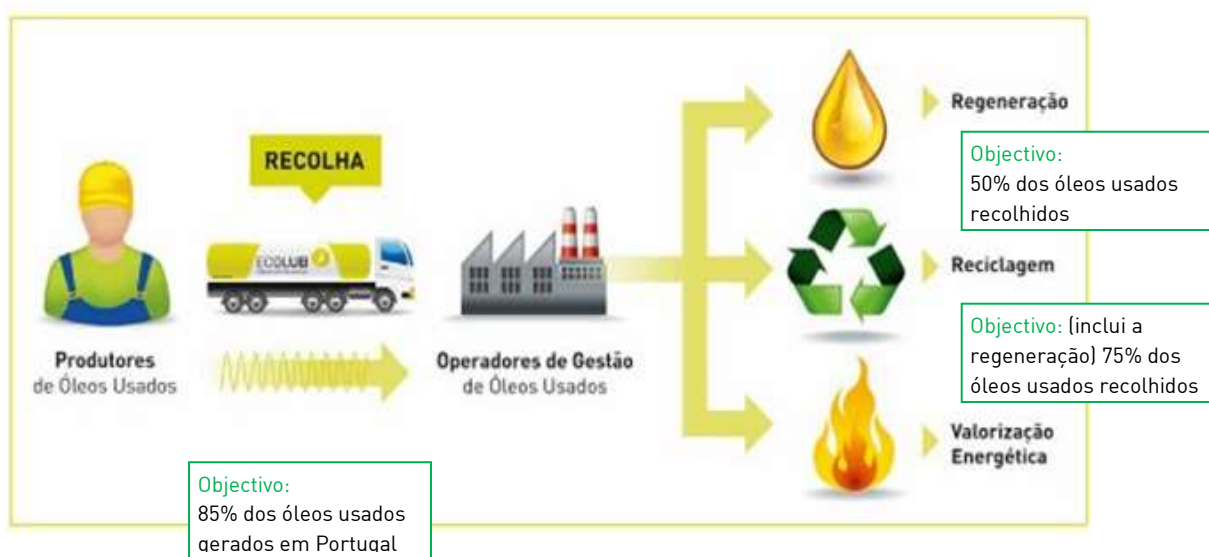 RECOLHA
ECOLUB
Produtores
de Óleos Usados
Operadores de Gestão
de Óleos Usados
Regeneração
Objectivo:
50% dos óleos usados
recolhidos
Reciclagem
Objectivo: (inclui a
regeneração) 75% dos
óleos usados recolhidos
Valorização
Energética
Objectivo:
85% dos óleos usados
gerados em Portugal